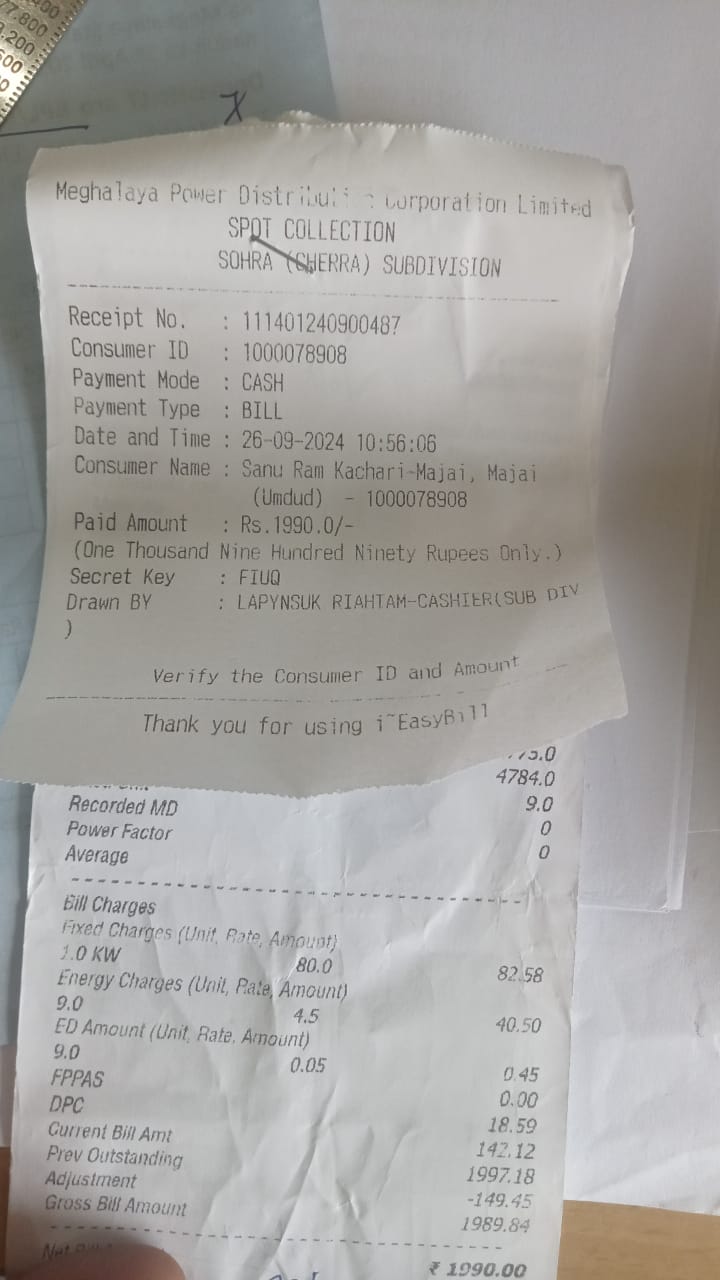 7.800
.200
X
Meghalaya Power Distributi Corporation Limited
SPOT COLLECTION
SOHRA (CHERRA) SUBDIVISION
Receipt No. : 111401240900487
Consumer ID : 1000078908
Payment Mode : CASH
Payment Type : BILL
Date and Time : 26-09-2024 10:56:06
Consumer Name : Sanu Ram Kachari-Majai, Majai
(Umdud) - 1000078908
Paid Amount : Rs.1990.0/-
(One Thousand Nine Hundred Ninety Rupees Only.)
Secret Key : FIUQ
Drawn BY : LAPYNSUK RIAHTAM-CASHIER(SUB DIV
)
Verify the Consumer ID and Amount
Thank you for using i~EasyBill
4784.0
Recorded MD 9.0
Power Factor 0
Average 0
Bill Charges
Fixed Charges (Unit, Rate, Amount)
1.0 KW 80.0 82.58
Energy Charges (Unit, Rate, Amount)
9.0 4.5 40.50
ED Amount (Unit, Rate, Amount)
9.0 0.05 0.45
FPPAS 0.00
DPC 18.59
Current Bill Amt 142.12
Prev Outstanding 1997.18
Adjustment -149.45
Gross Bill Amount 1989.84
₹ 1990.00